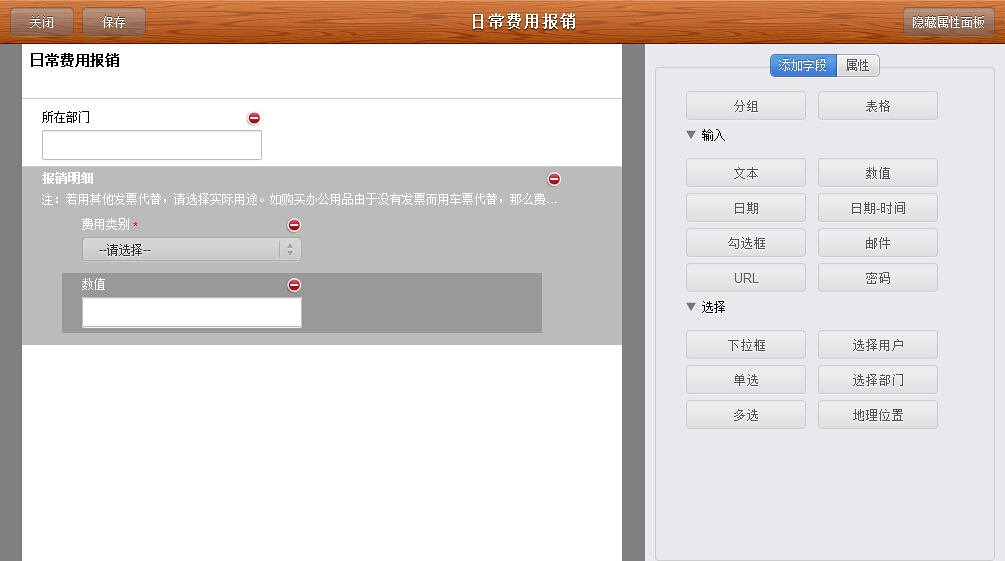 关闭 保存 日常费用报销 隐藏属性面板
日常费用报销
所在部门
报销明细
注：若用其他发票代替，请选择实际用途。如购买办公用品由于没有发票而用车票代替，那么费...
费用类别*
--请选择--
数值
添加字段 属性
分组 表格
输入
文本 数值
日期 日期-时间
勾选框 邮件
URL 密码
选择
下拉框 选择用户
单选 选择部门
多选 地理位置